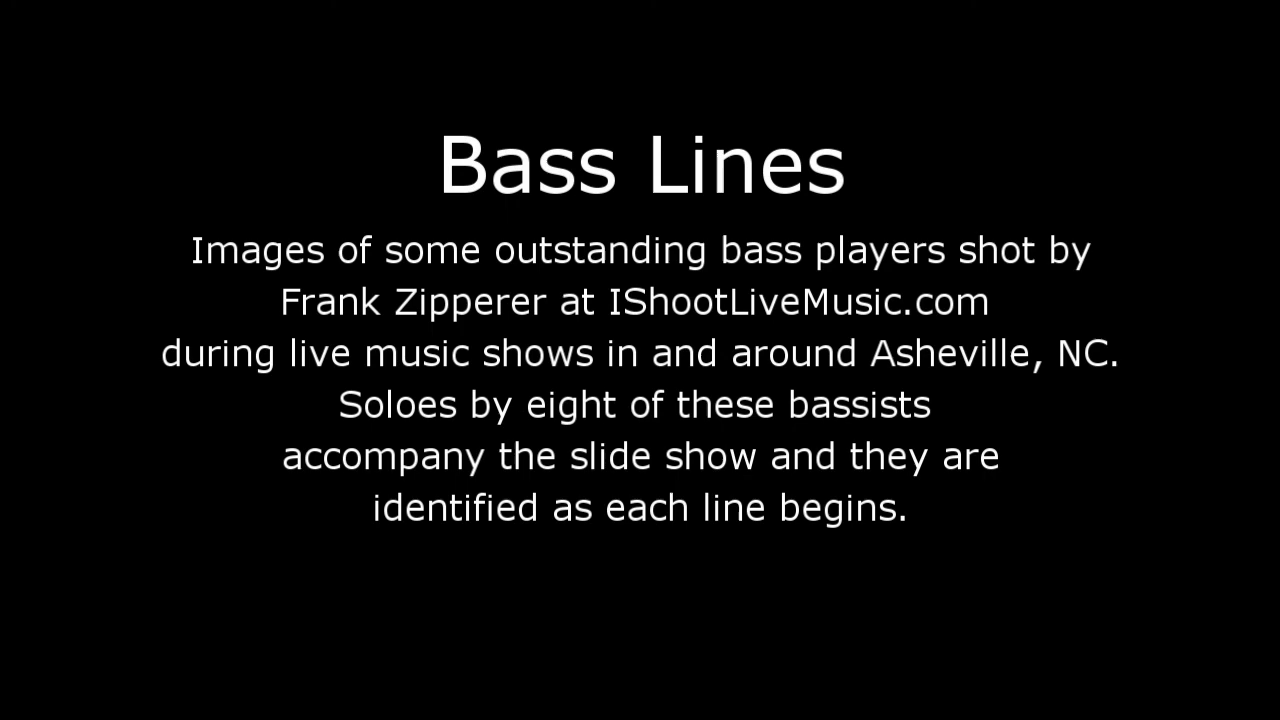 Bass Lines
Images of some outstanding bass players shot by
Frank Zipperer at IShootLiveMusic.com
during live music shows in and around Asheville, NC.
Soloes by eight of these bassists
accompany the slide show and they are
identified as each line begins.